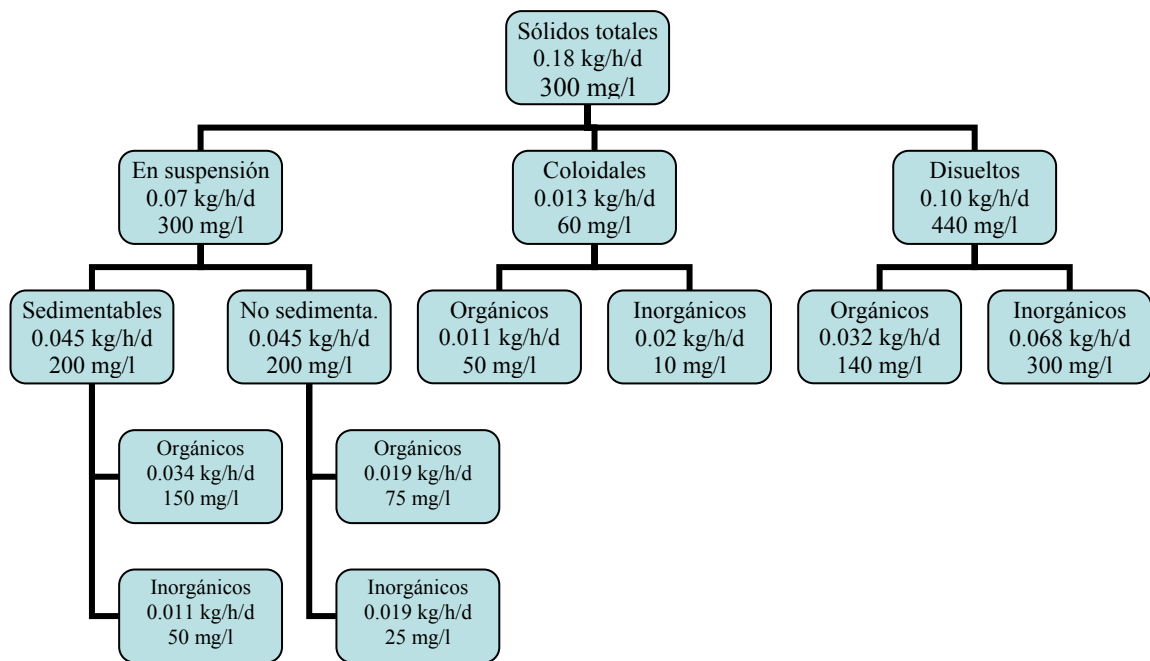 Sólidos totales
0.18 kg/h/d
300 mg/l
En suspensión
0.07 kg/h/d
300 mg/l
Coloidales
0.013 kg/h/d
60 mg/l
Disueltos
0.10 kg/h/d
440 mg/l
Sedimentables
0.045 kg/h/d
200 mg/l
No sedimenta.
0.045 kg/h/d
200 mg/l
Orgánicos
0.011 kg/h/d
50 mg/l
Inorgánicos
0.02 kg/h/d
10 mg/l
Orgánicos
0.032 kg/h/d
140 mg/l
Inorgánicos
0.068 kg/h/d
300 mg/l
Orgánicos
0.034 kg/h/d
150 mg/l
Orgánicos
0.019 kg/h/d
75 mg/l
Inorgánicos
0.011 kg/h/d
50 mg/l
Inorgánicos
0.019 kg/h/d
25 mg/l